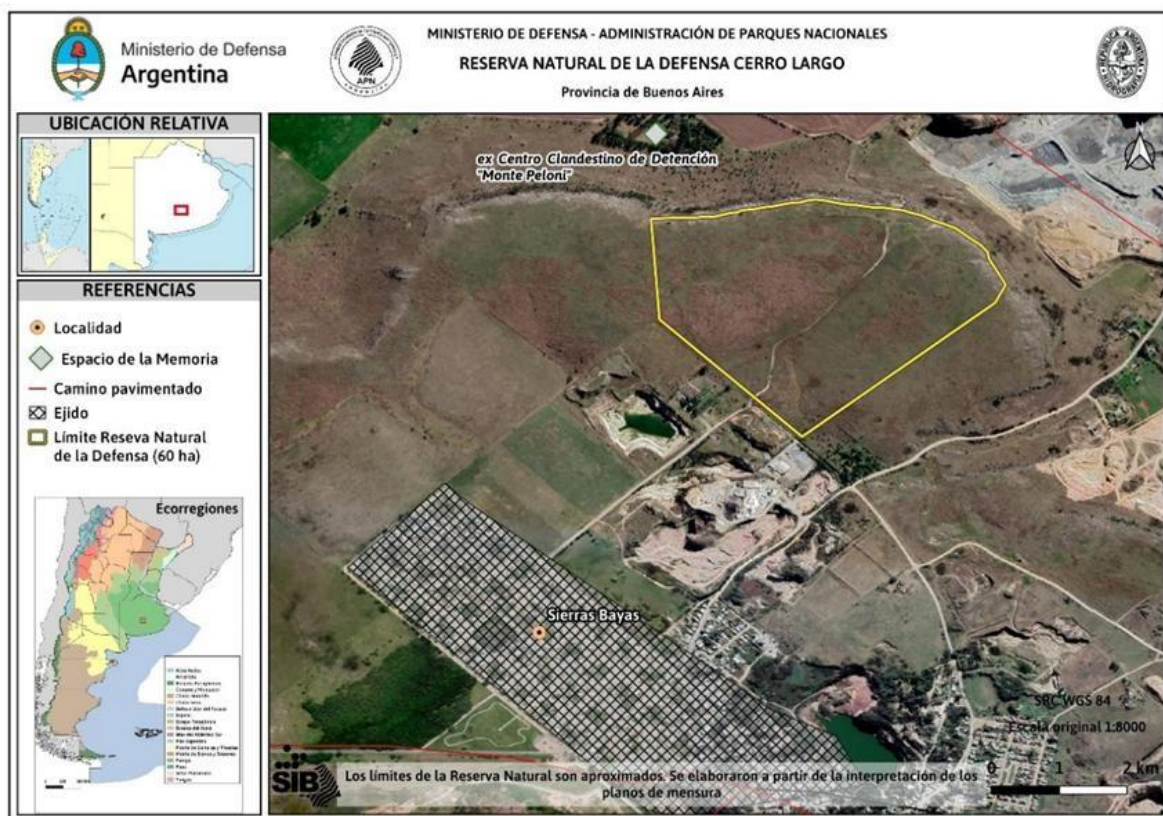 Ministerio de Defensa
Argentina
APN
MINISTERIO DE DEFENSA - ADMINISTRACIÓN DE PARQUES NACIONALES
RESERVA NATURAL DE LA DEFENSA CERRO LARGO
Provincia de Buenos Aires
UBICACIÓN RELATIVA
REFERENCIAS
Localidad
Espacio de la Memoria
Camino pavimentado
Ejido
Límite Reseva Natural
de la Defensa (60 ha)
Ecorregiones
ex Centro Clandestino de Detención
"Monte Peloni"
N
Sierras Bayas
SRC WGS 84
Escala original 1:8000
0 1 2 km
SIB
Los límites de la Reserva Natural son aproximados. Se elaboraron a partir de la interpretación de los
planos de mensura